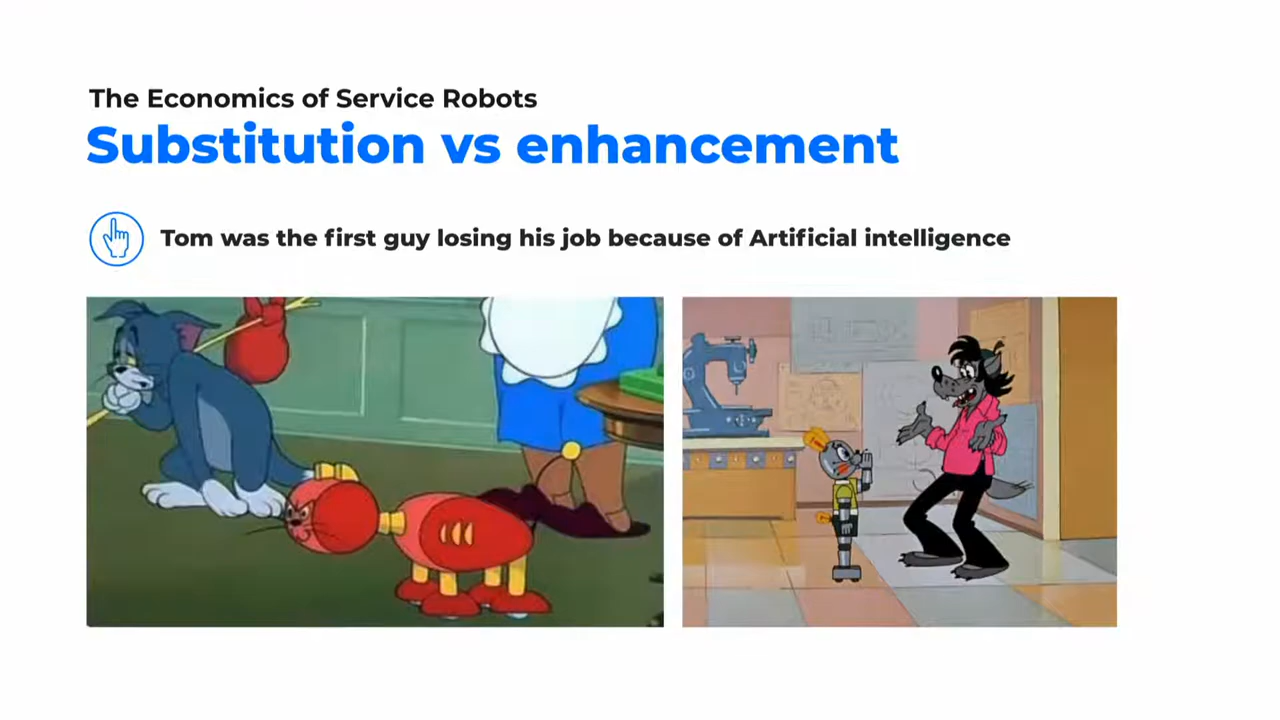 The Economics of Service Robots
Substitution vs enhancement
Tom was the first guy losing his job because of Artificial intelligence